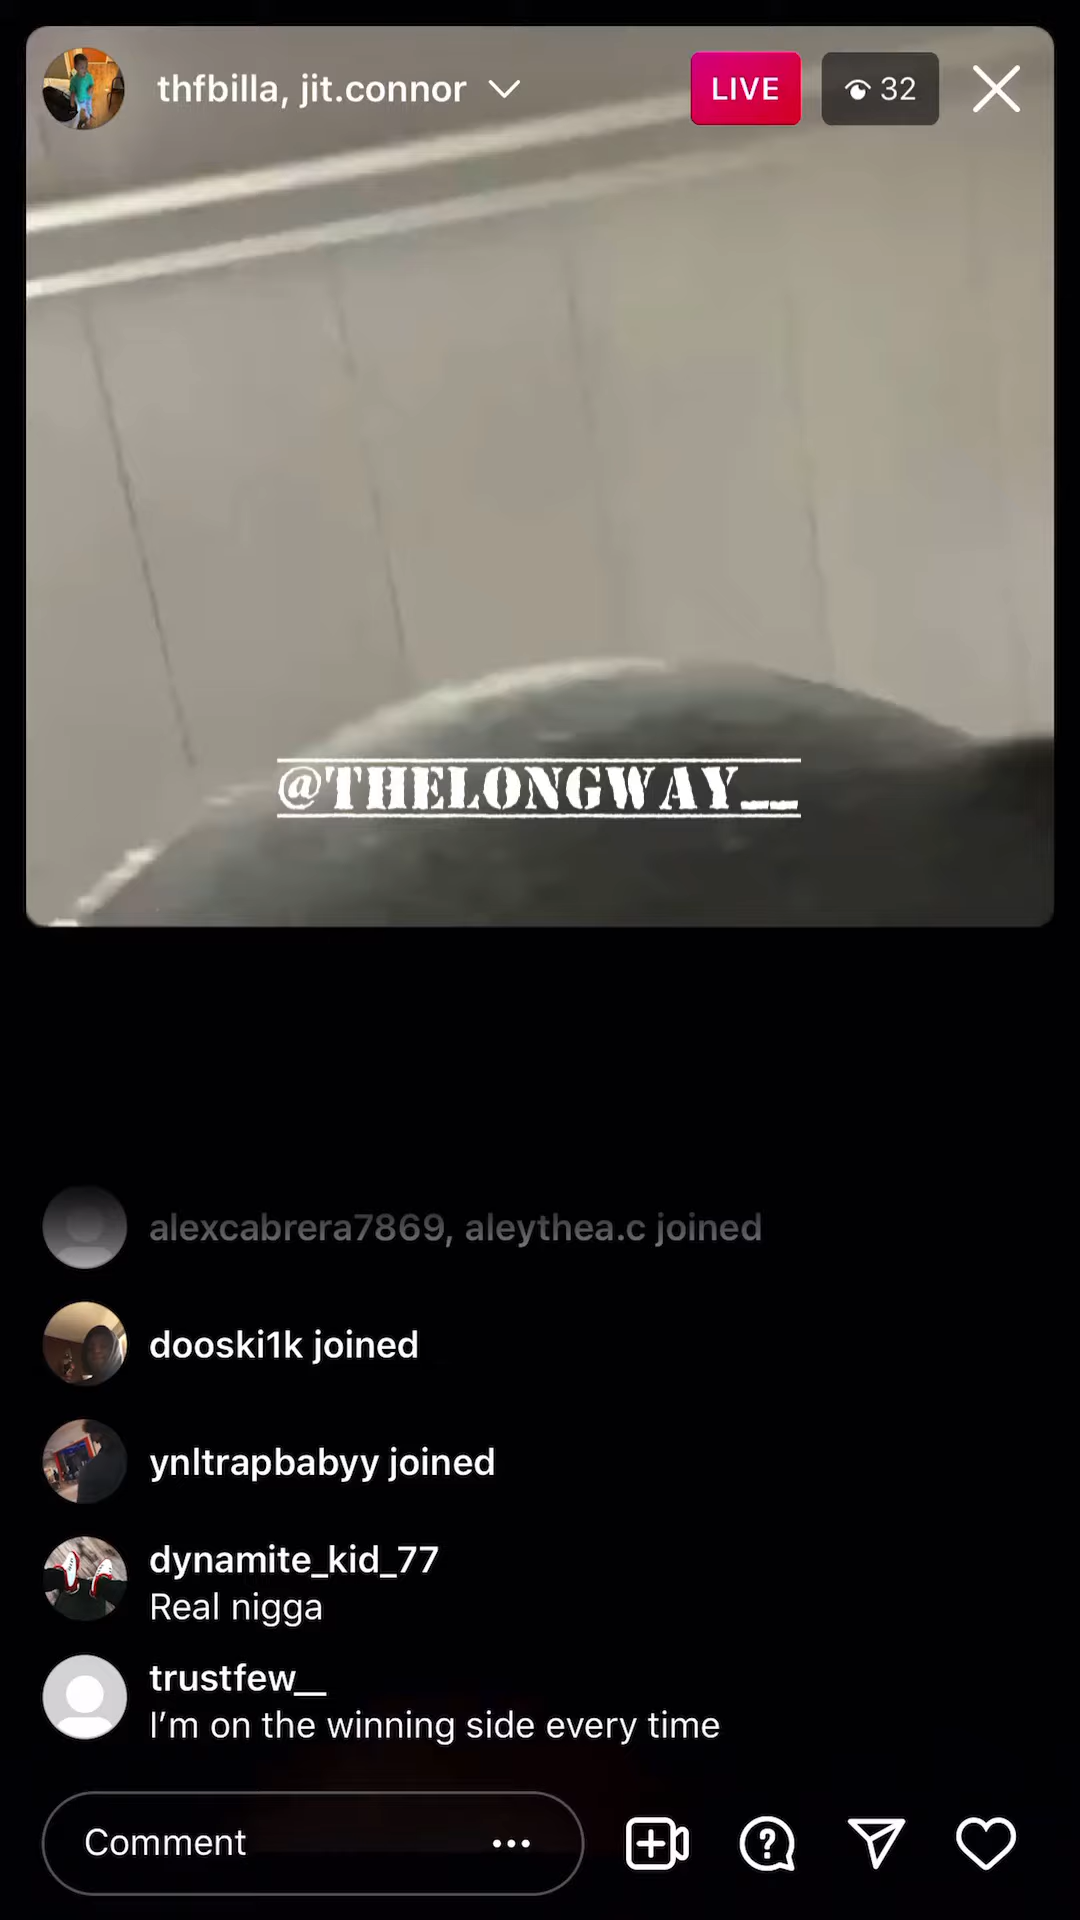 thfbilla, jit.connor
LIVE
32
@THELONGWAY__
alexcabrera7869, aleythea.c joined
dooski1k joined
ynltrapbabyy joined
dynamite_kid_77
Real nigga
trustfew__
I'm on the winning side every time
Comment